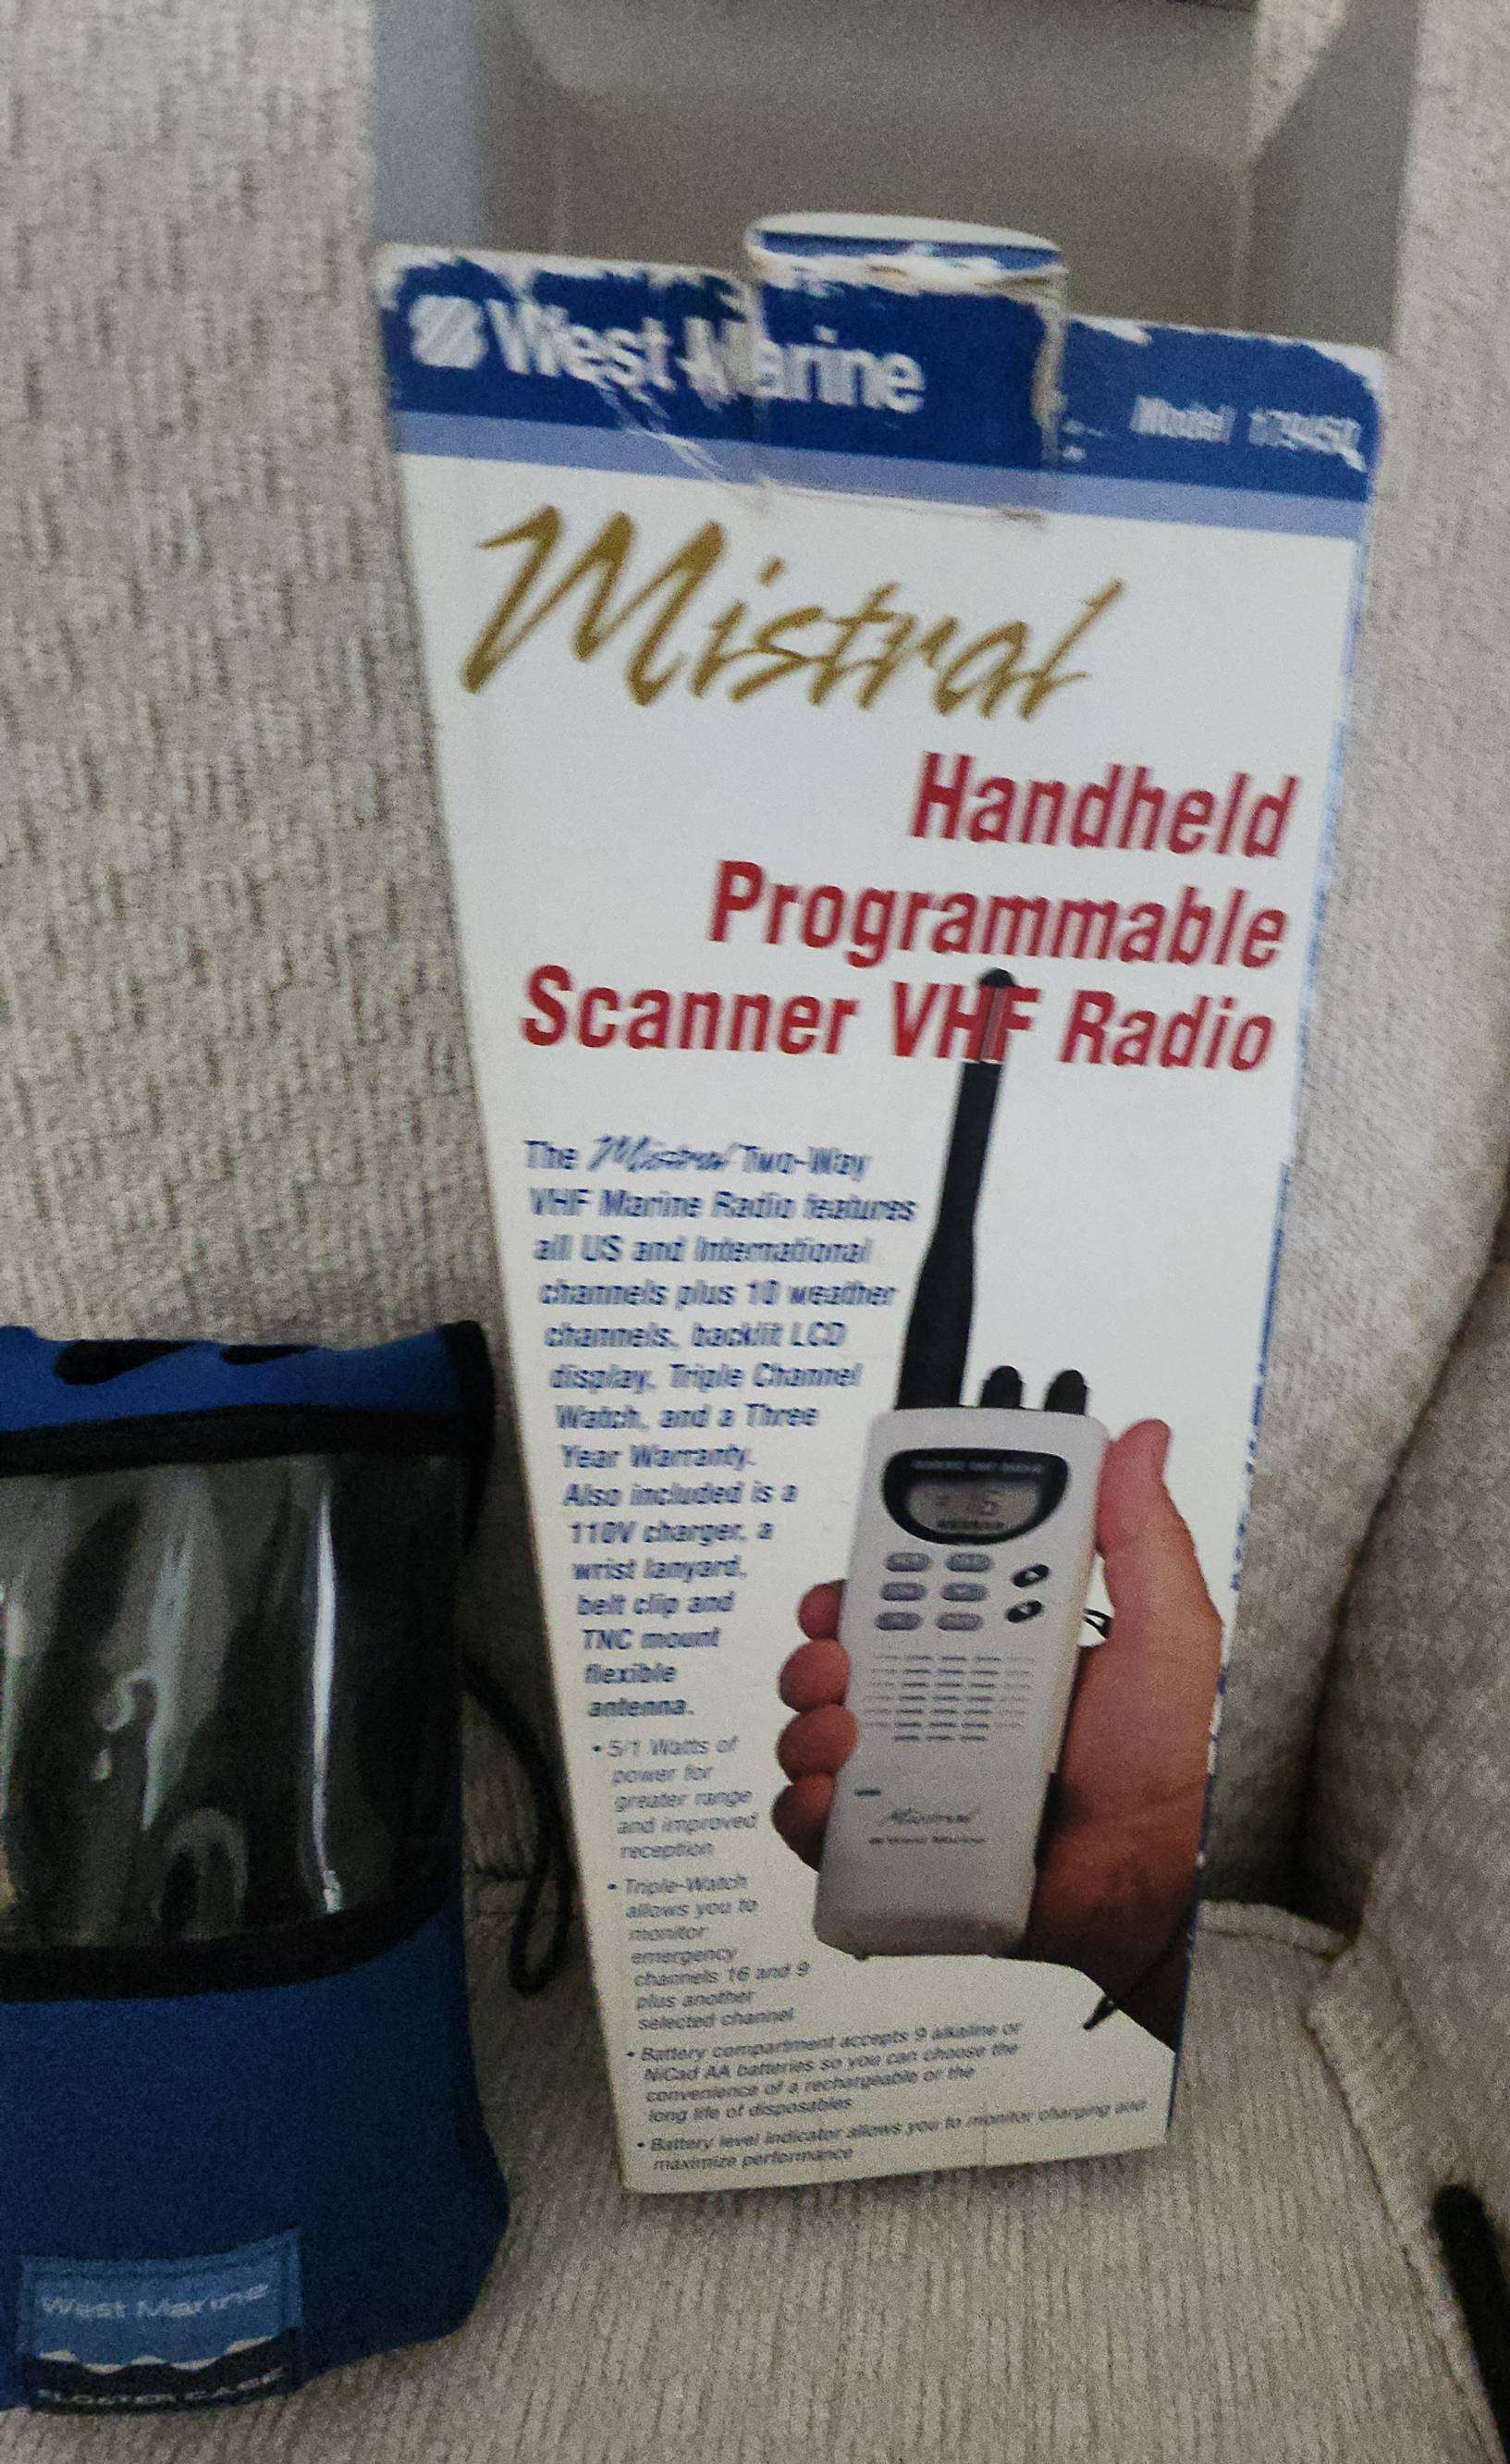 West Marine
Model
Mistral
Handheld
Programmable
Scanner VHF Radio
The Mistral Two-Way
VHF Marine Radio features
all US and International
channels plus 10 weather
channels, backlit LCD
display, Triple Channel
Watch, and a Three
Year Warranty.
Also included is a
110V charger, a
wrist lanyard,
belt clip and
TNC mount
flexible
antenna.
• 5/1 Watts of
power for
greater range
and improved
reception
• Triple-Watch
allows you to
monitor
emergency
channels 16 and 9
plus another
selected channel
• Battery compartment accepts 9 alkaline or
NiCad AA batteries so you can choose the
convenience of a rechargeable or the
long life of disposables
• Battery level indicator allows you to monitor charging and
maximize performance
Mistral
West Marine
West Marine
FLOATER CASE